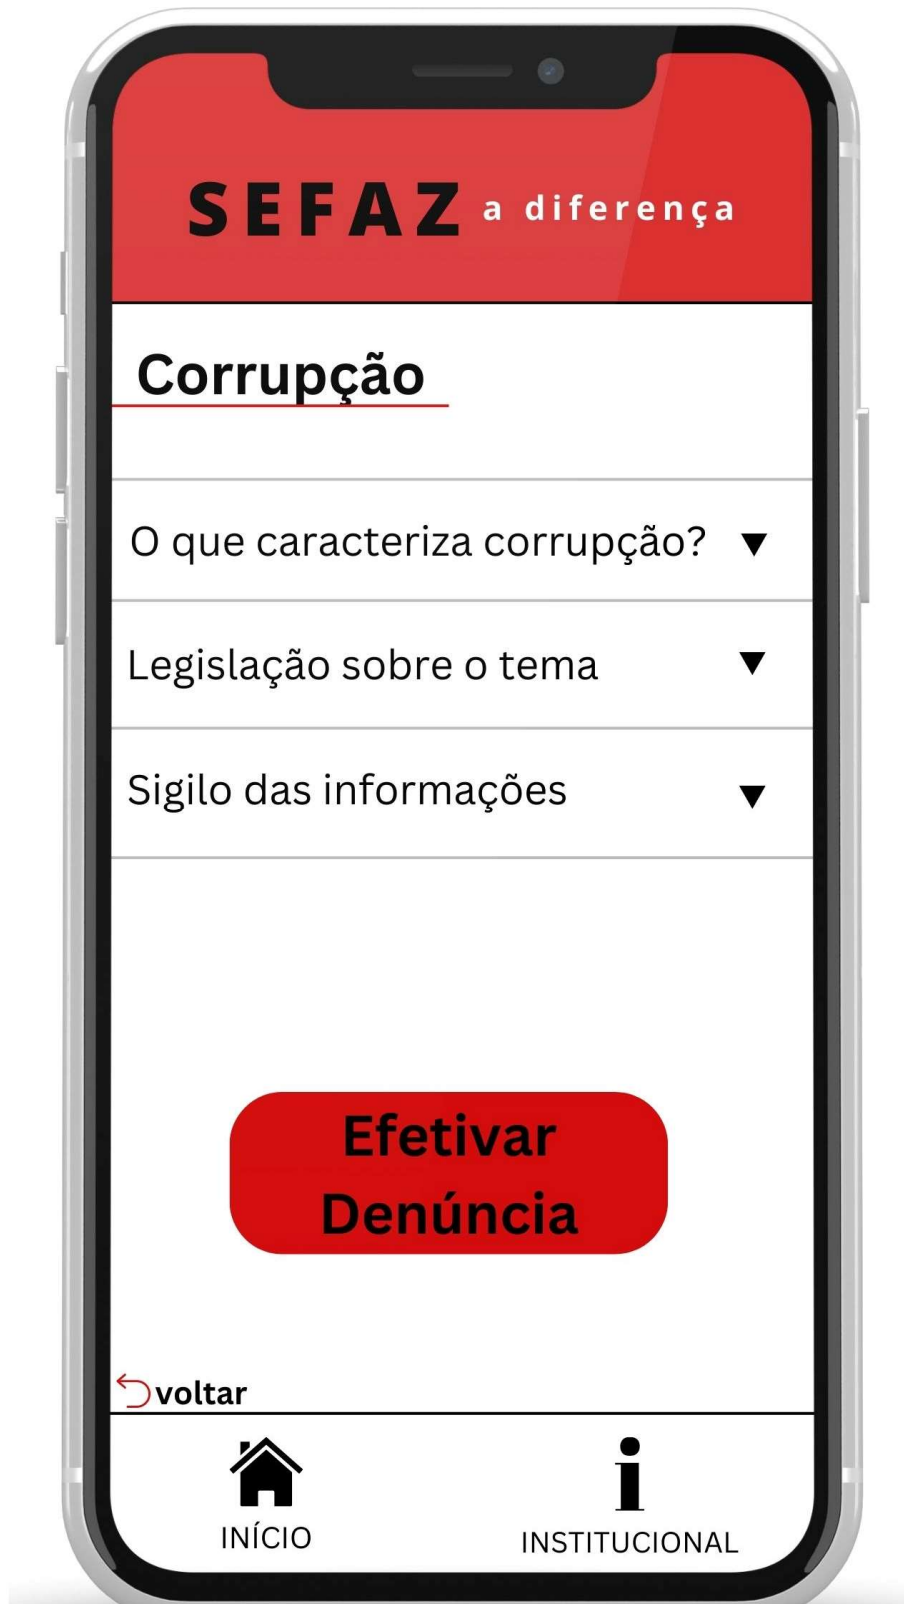 SEFAZ a diferença
Corrupção
O que caracteriza corrupção?
Legislação sobre o tema
Sigilo das informações
Efetivar
Denúncia
voltar
INÍCIO
INSTITUCIONAL